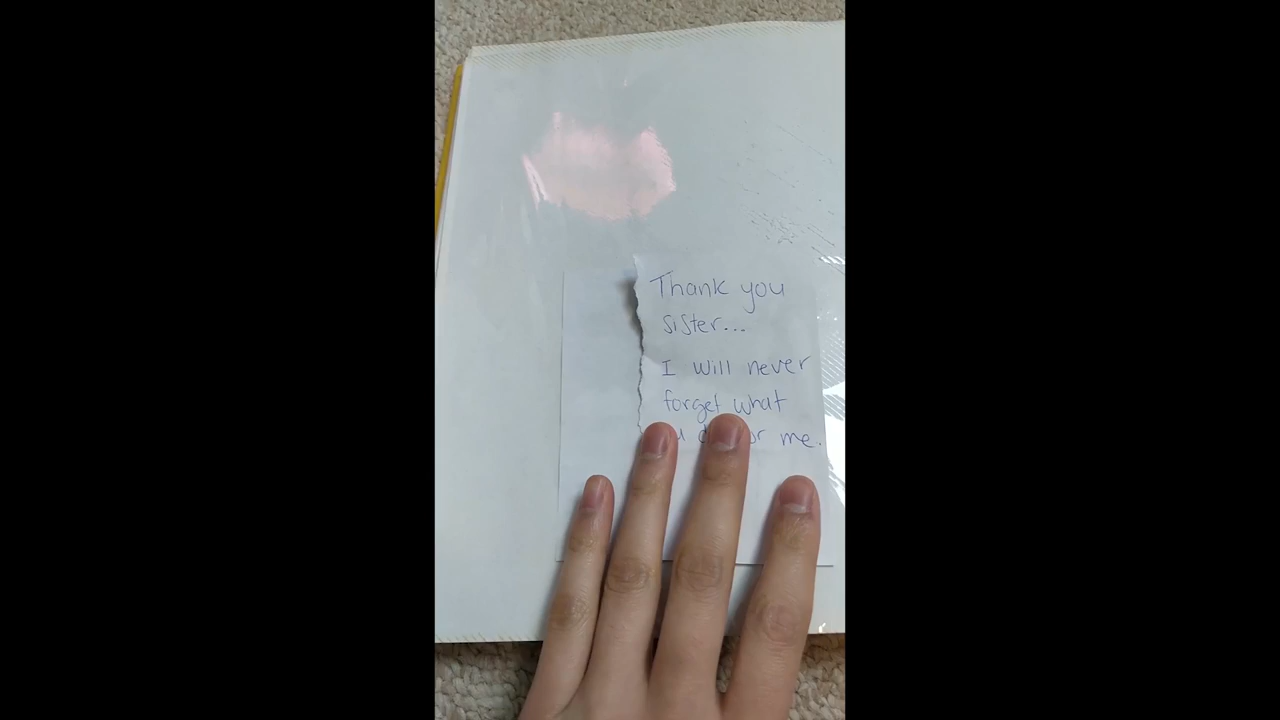 Thank you
sister...
I will never
forget what
me.